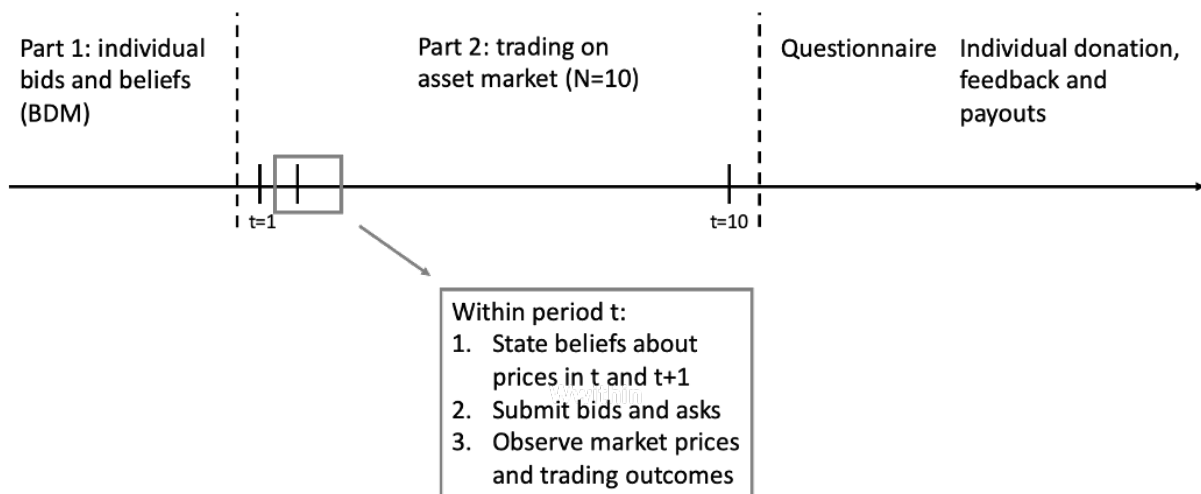 Part 1: individual
bids and beliefs
(BDM)
Part 2: trading on
asset market (N=10)
Questionnaire
Individual donation,
feedback and
payouts
t=1
t=10
Within period t:
1. State beliefs about
prices in t and t+1
2. Submit bids and asks
3. Observe market prices
and trading outcomes